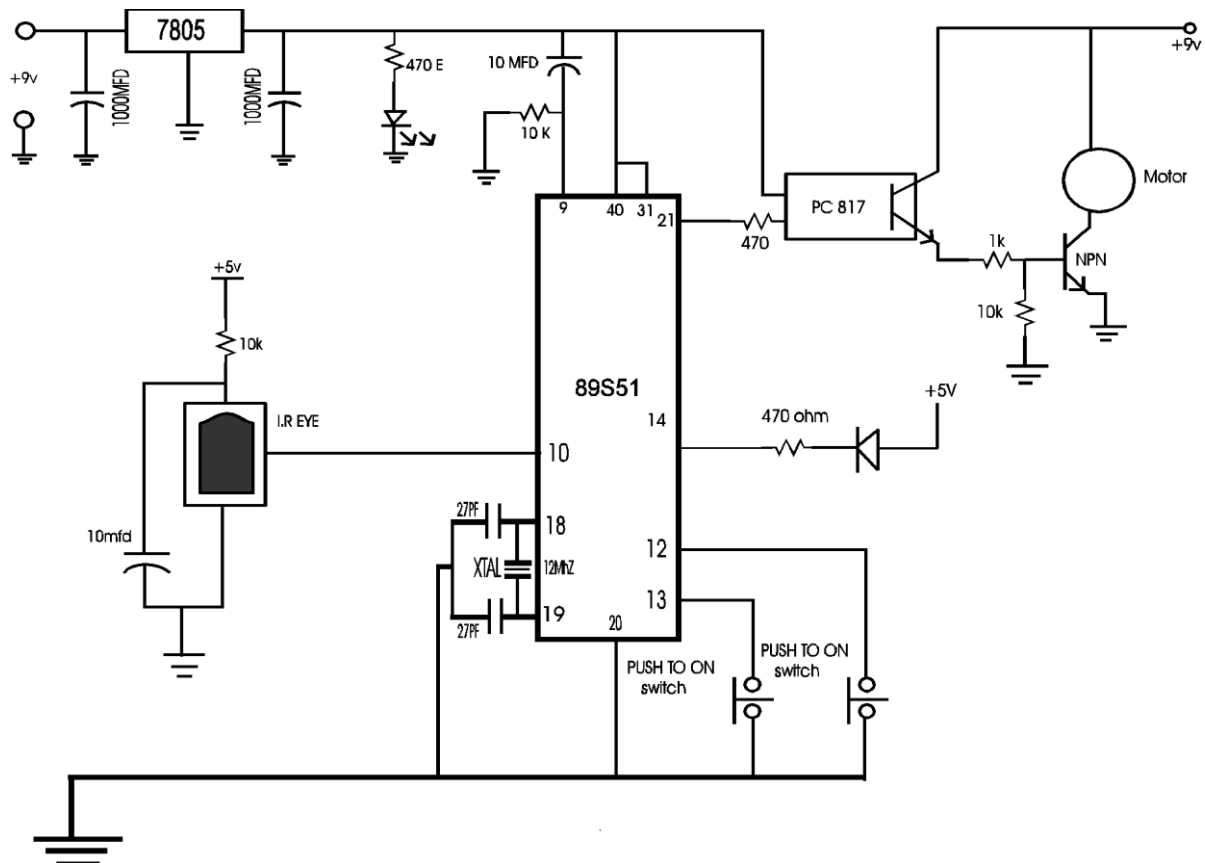 7805
+9v
+9v
1000MFD
1000MFD
470 E
10 MFD
10 K
9
40
31
21
470
PC 817
1k
10k
Motor
NPN
+5v
10k
I.R EYE
10mfd
89S51
10
14
470 ohm
+5V
27PF
18
XTAL
12MhZ
19
27PF
20
12
13
PUSH TO ON
switch
PUSH TO ON
switch